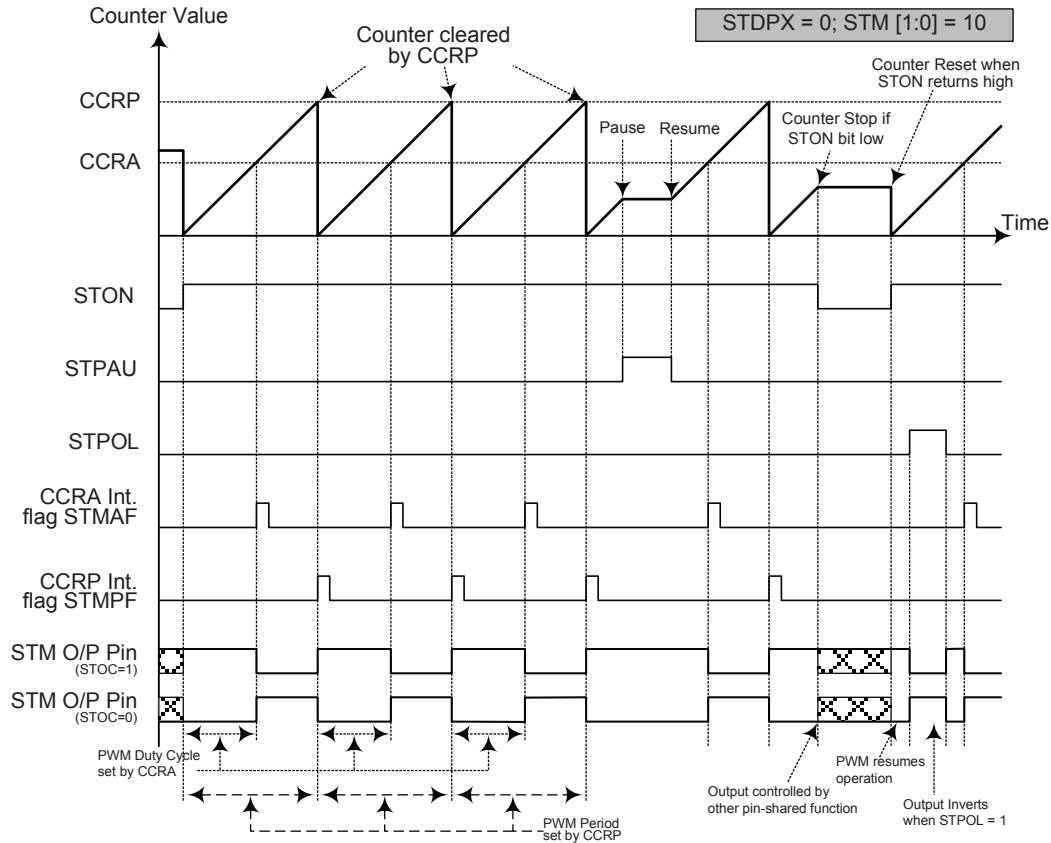 Counter Value
STDPX = 0; STM [1:0] = 10
Counter cleared
by CCRP
Counter Reset when
STON returns high
CCRP
Counter Stop if
STON bit low
Pause
Resume
CCRA
Time
STON
STPAU
STPOL
CCRA Int.
flag STMAF
CCRP Int.
flag STMPF
STM O/P Pin
(STOC=1)
STM O/P Pin
(STOC=0)
PWM Duty Cycle
set by CCRA
PWM resumes
operation
Output controlled by
other pin-shared function
Output Inverts
when STPOL = 1
PWM Period
set by CCRP